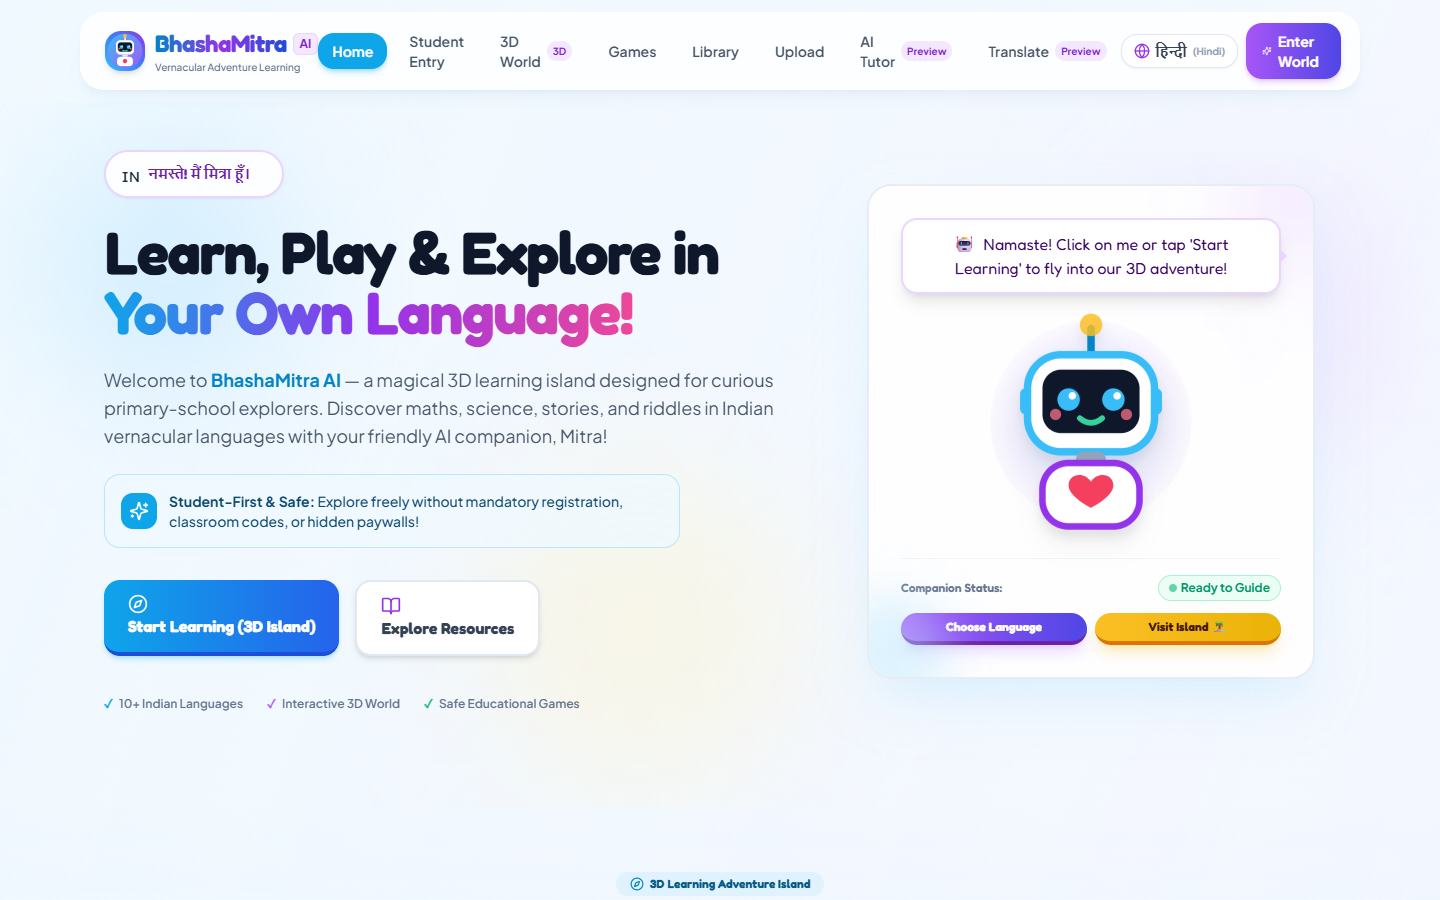 BhashaMitra AI
Vernacular Adventure Learning
Home
Student
Entry
3D
World
3D
Games
Library
Upload
AI
Tutor
Preview
Translate
Preview
हिन्दी (Hindi)
Enter
World
IN नमस्ते! मैं मित्रा हूँ।
Learn, Play & Explore in
Your Own Language!
Welcome to BhashaMitra AI — a magical 3D learning island designed for curious
primary-school explorers. Discover maths, science, stories, and riddles in Indian
vernacular languages with your friendly AI companion, Mitra!
Student-First & Safe: Explore freely without mandatory registration,
classroom codes, or hidden paywalls!
Start Learning (3D Island)
Explore Resources
✓ 10+ Indian Languages
✓ Interactive 3D World
✓ Safe Educational Games
Namaste! Click on me or tap 'Start
Learning' to fly into our 3D adventure!
Companion Status:
Ready to Guide
Choose Language
Visit Island
3D Learning Adventure Island